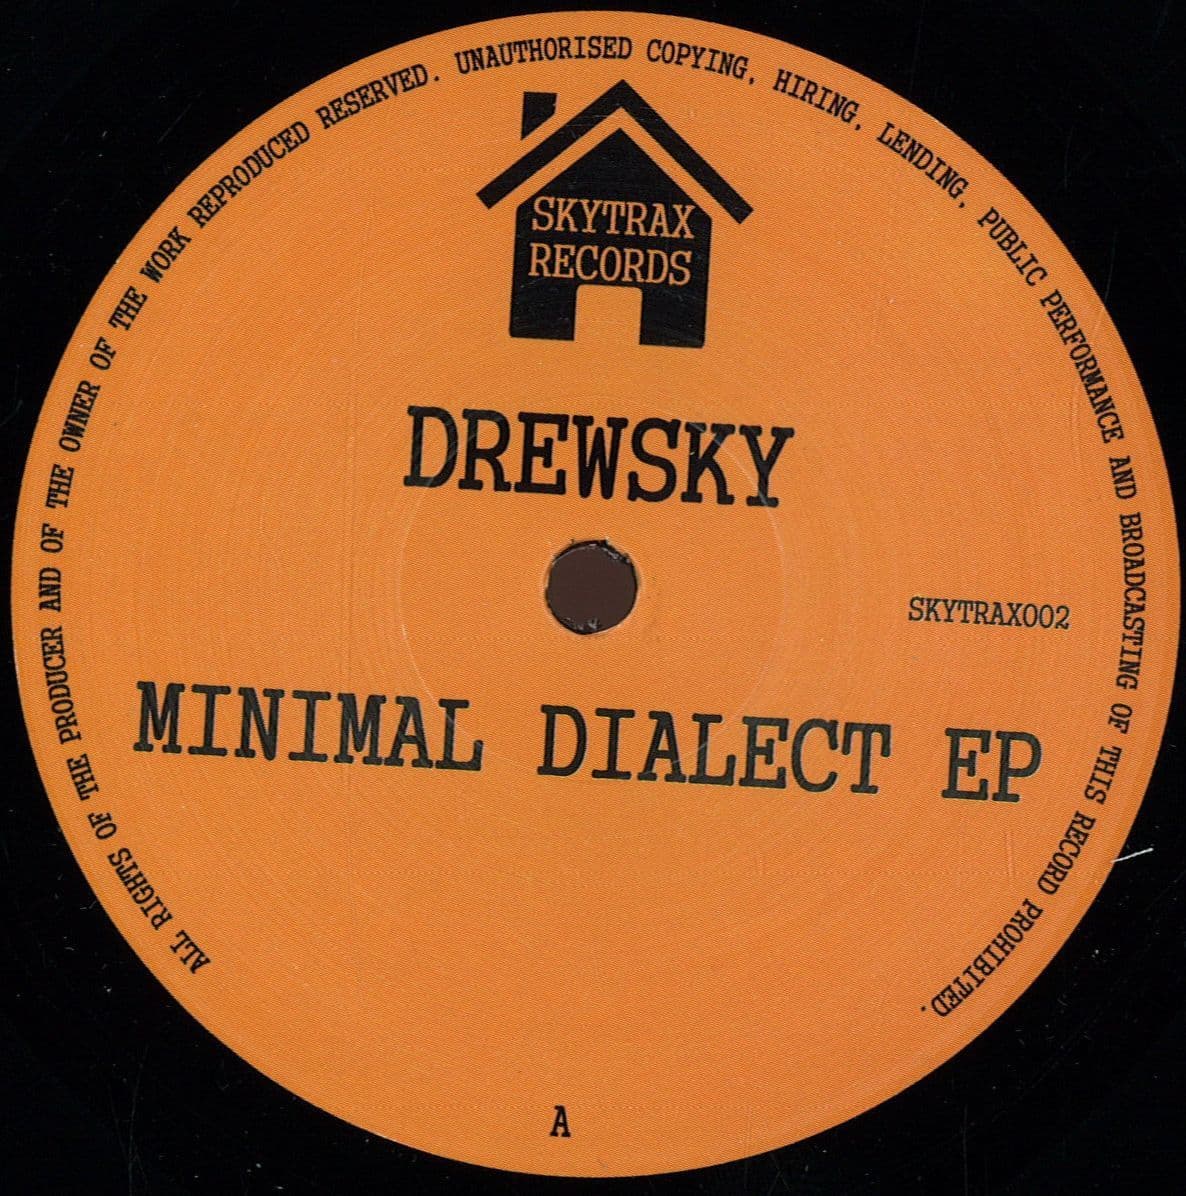 ALL RIGHTS OF THE PRODUCER AND OF THE OWNER OF THE WORK REPRODUCED RESERVED. UNAUTHORISED COPYING, HIRING, LENDING, PUBLIC PERFORMANCE AND BROADCASTING OF THIS RECORD PROHIBITED.
SKYTRAX
RECORDS
DREWSKY
SKYTRAX002
MINIMAL DIALECT EP
A